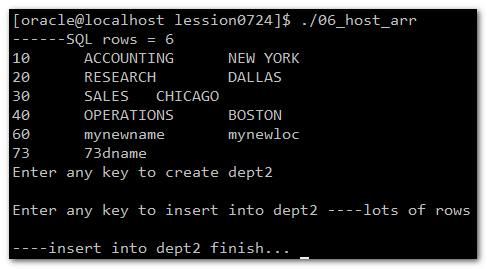 [oracle@localhost lession0724]$ ./06_host_arr
------SQL rows = 6
10 ACCOUNTING NEW YORK
20 RESEARCH DALLAS
30 SALES CHICAGO
40 OPERATIONS BOSTON
60 mynewname mynewloc
73 73dname
Enter any key to create dept2
Enter any key to insert into dept2 ----lots of rows
----insert into dept2 finish...